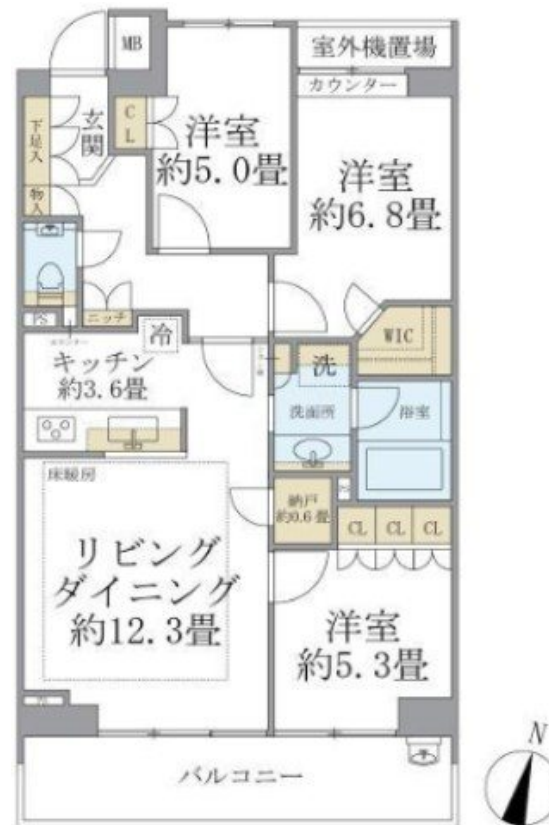 MB
室外機置場
カウンター
下足入
玄関
CL
洋室
約5.0畳
洋室
約6.8畳
物入
PS
ニッチ
冷
WIC
キッチン
約3.6畳
洗
洗面所
浴室
床暖房
納戸
約0.6畳
PS
CL
CL
CL
リビング
ダイニング
約12.3畳
洋室
約5.3畳
PS
バルコニー
N